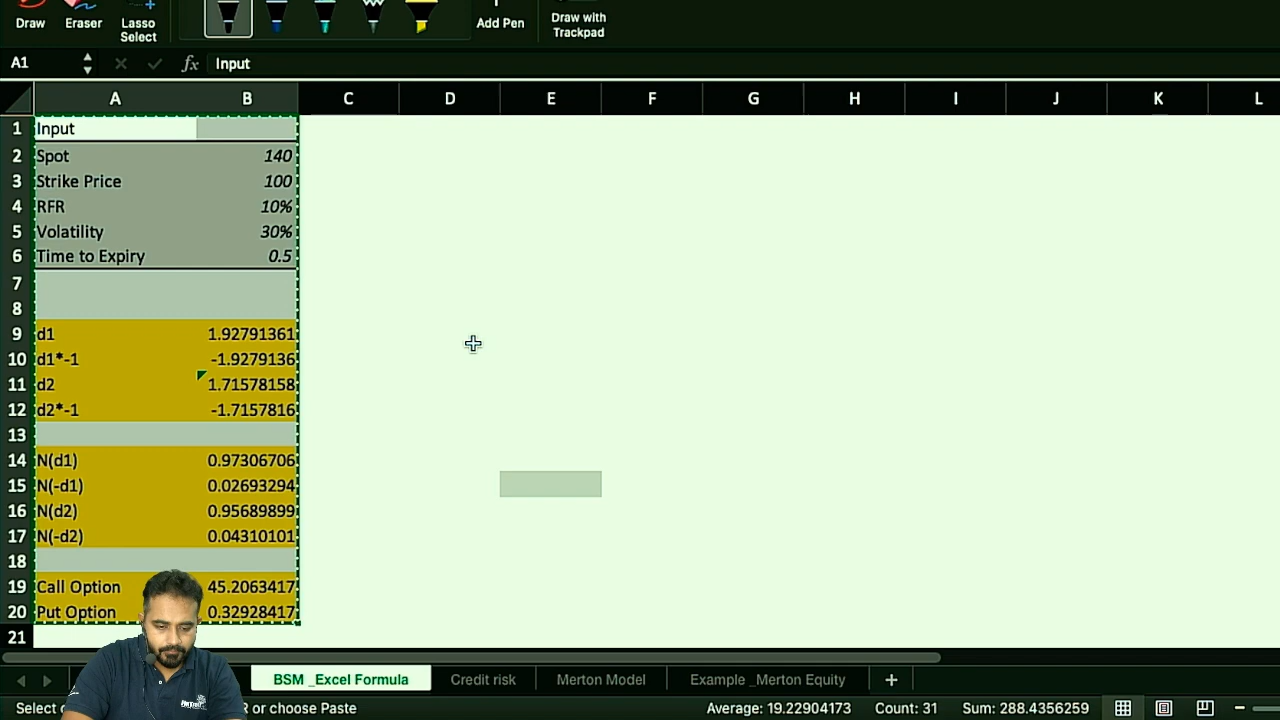 Draw
Eraser
Lasso
Select
Add Pen
Draw with
Trackpad
A1
fx
Input
A B C D E F G H I J K L
1 Input
2 Spot 140
3 Strike Price 100
4 RFR 10%
5 Volatility 30%
6 Time to Expiry 0.5
7
8
9 d1 1.92791361
10 d1*-1 -1.9279136
11 d2 1.71578158
12 d2*-1 -1.7157816
13
14 N(d1) 0.97306706
15 N(-d1) 0.02693294
16 N(d2) 0.95689899
17 N(-d2) 0.04310101
18
19 Call Option 45.2063417
20 Put Option 0.32928417
21
BSM _Excel Formula Credit risk Merton Model Example _Merton Equity +
Select R or choose Paste Average: 19.22904173 Count: 31 Sum: 288.4356259